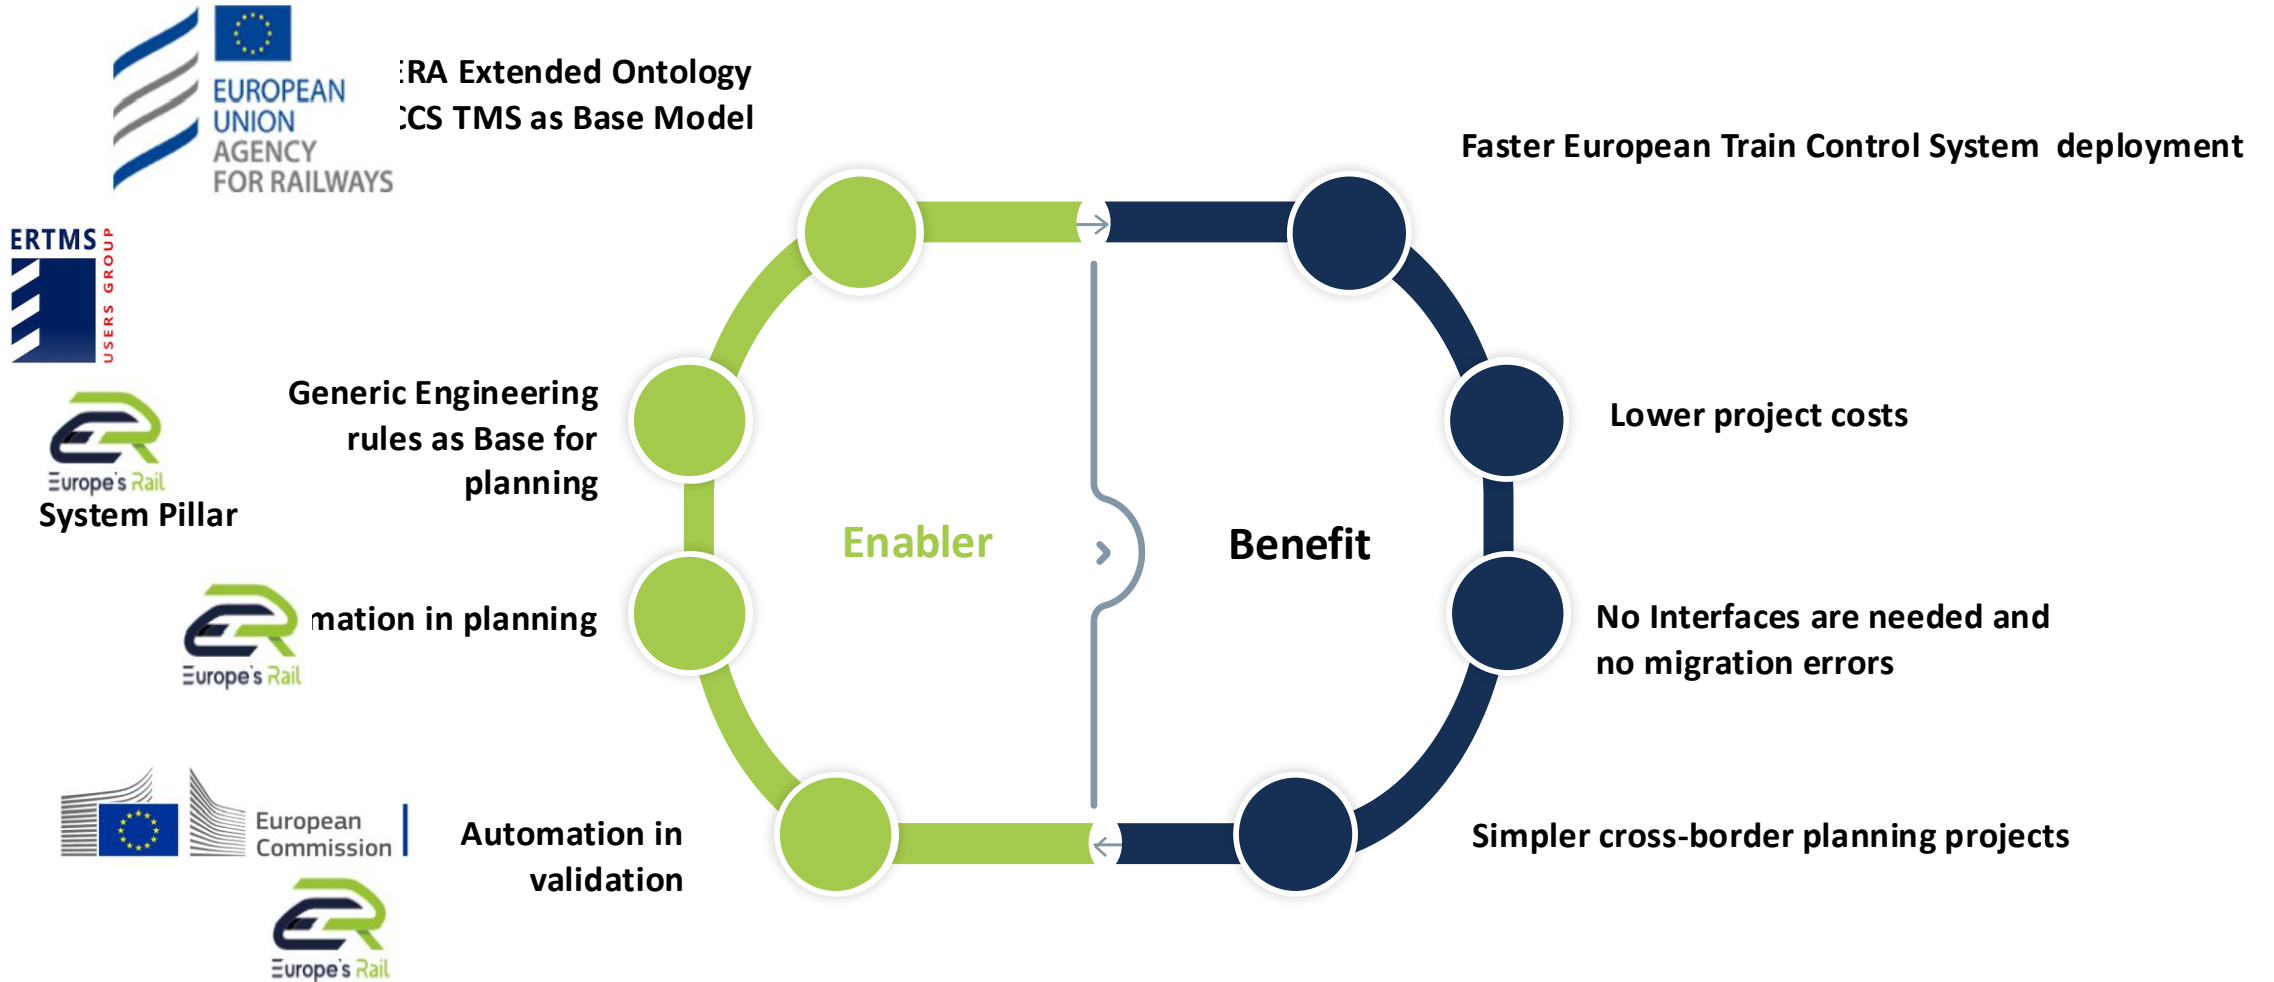 EUROPEAN
UNION
AGENCY
FOR RAILWAYS
RA Extended Ontology
CCS TMS as Base Model
Faster European Train Control System deployment
ERTMS
USERS GROUP
Europe's Rail
System Pillar
Generic Engineering
rules as Base for
planning
Lower project costs
Enabler
Benefit
Europe's Rail
mation in planning
No Interfaces are needed and
no migration errors
European
Commission
Automation in
validation
Simpler cross-border planning projects
Europe's Rail